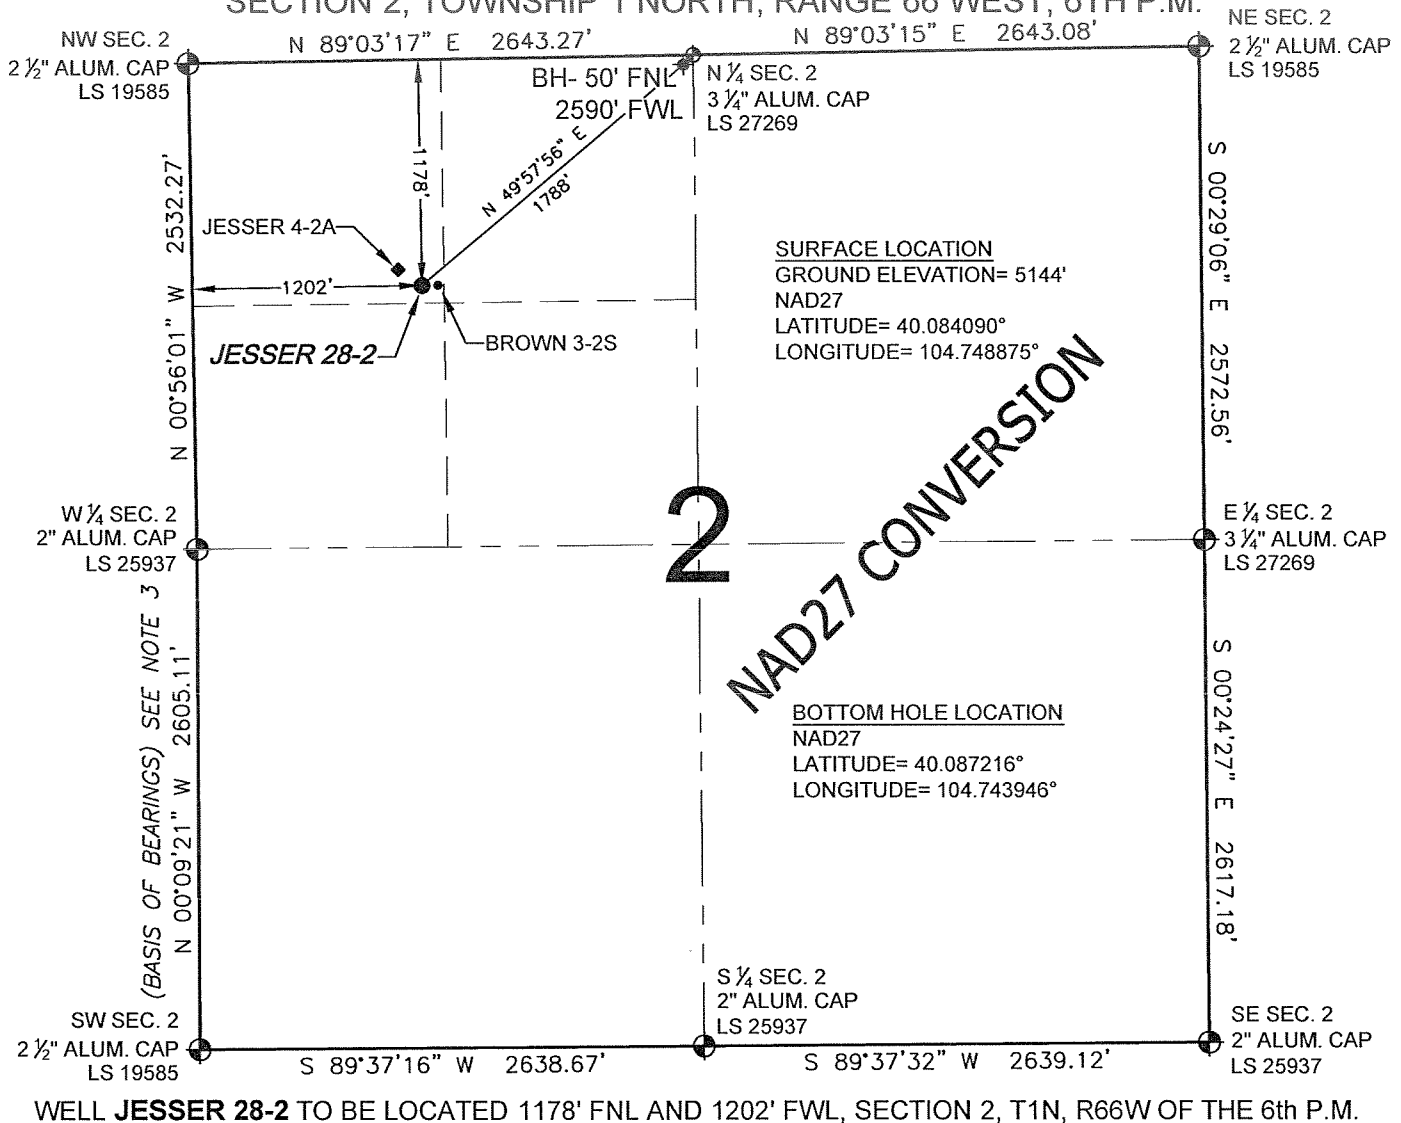 SECTION 2, TOWNSHIP 1 NORTH, RANGE 66 WEST, 6TH P.M.
NW SEC. 2
2 ½" ALUM. CAP
LS 19585
N 89°03'17" E 2643.27'
N 89°03'15" E 2643.08'
NE SEC. 2
2 ½" ALUM. CAP
LS 19585
BH- 50' FNL
2590' FWL
N ¼ SEC. 2
3 ¼" ALUM. CAP
LS 27269
1178'
N 49°57'56" E
1788'
N 00°56'01" W 2532.27'
JESSER 4-2A
1202'
JESSER 28-2
BROWN 3-2S
SURFACE LOCATION
GROUND ELEVATION= 5144'
NAD27
LATITUDE= 40.084090°
LONGITUDE= 104.748875°
S 00°29'06" E 2572.56'
NAD27 CONVERSION
2
W ¼ SEC. 2
2" ALUM. CAP
LS 25937
E ¼ SEC. 2
3 ¼" ALUM. CAP
LS 27269
(BASIS OF BEARINGS) SEE NOTE 3
N 00°09'21" W 2605.11'
BOTTOM HOLE LOCATION
NAD27
LATITUDE= 40.087216°
LONGITUDE= 104.743946°
S 00°24'27" E 2617.18'
SW SEC. 2
2 ½" ALUM. CAP
LS 19585
S ¼ SEC. 2
2" ALUM. CAP
LS 25937
SE SEC. 2
2" ALUM. CAP
LS 25937
S 89°37'16" W 2638.67'
S 89°37'32" W 2639.12'
WELL JESSER 28-2 TO BE LOCATED 1178' FNL AND 1202' FWL, SECTION 2, T1N, R66W OF THE 6th P.M.